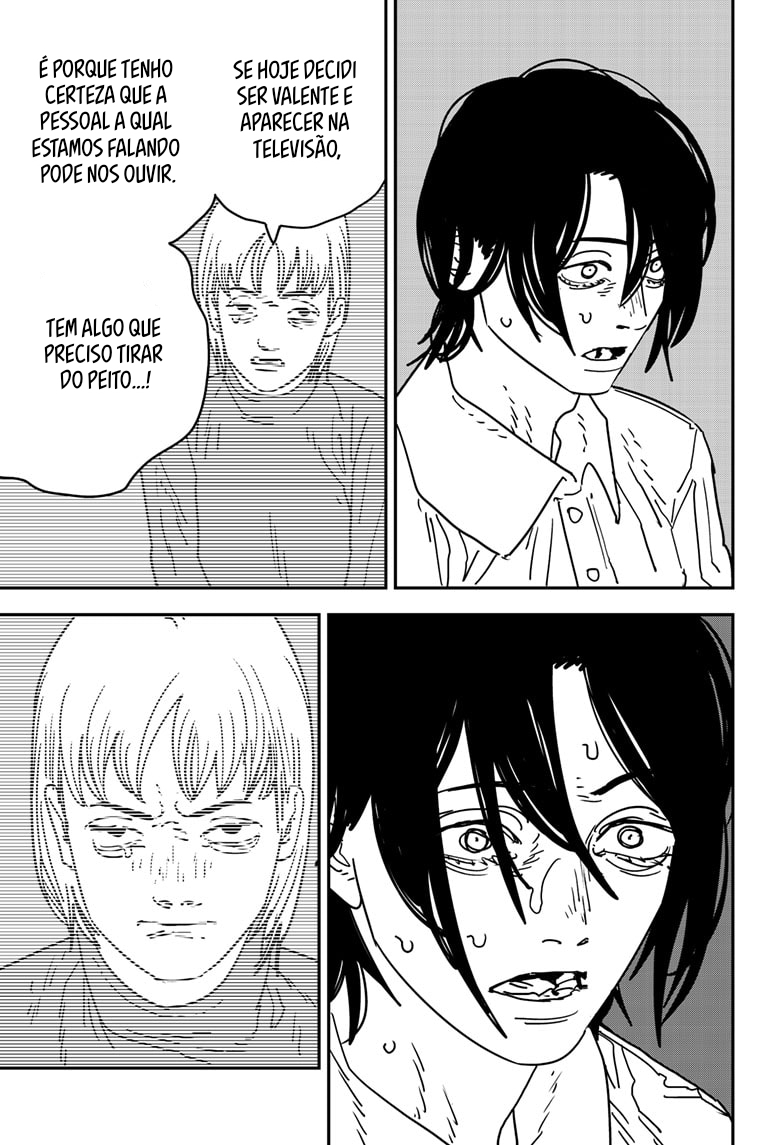 SE HOJE DECIDI
SER VALENTE E
APARECER NA
TELEVISÃO,
É PORQUE TENHO
CERTEZA QUE A
PESSOAL A QUAL
ESTAMOS FALANDO
PODE NOS OUVIR.
TEM ALGO QUE
PRECISO TIRAR
DO PEITO...!